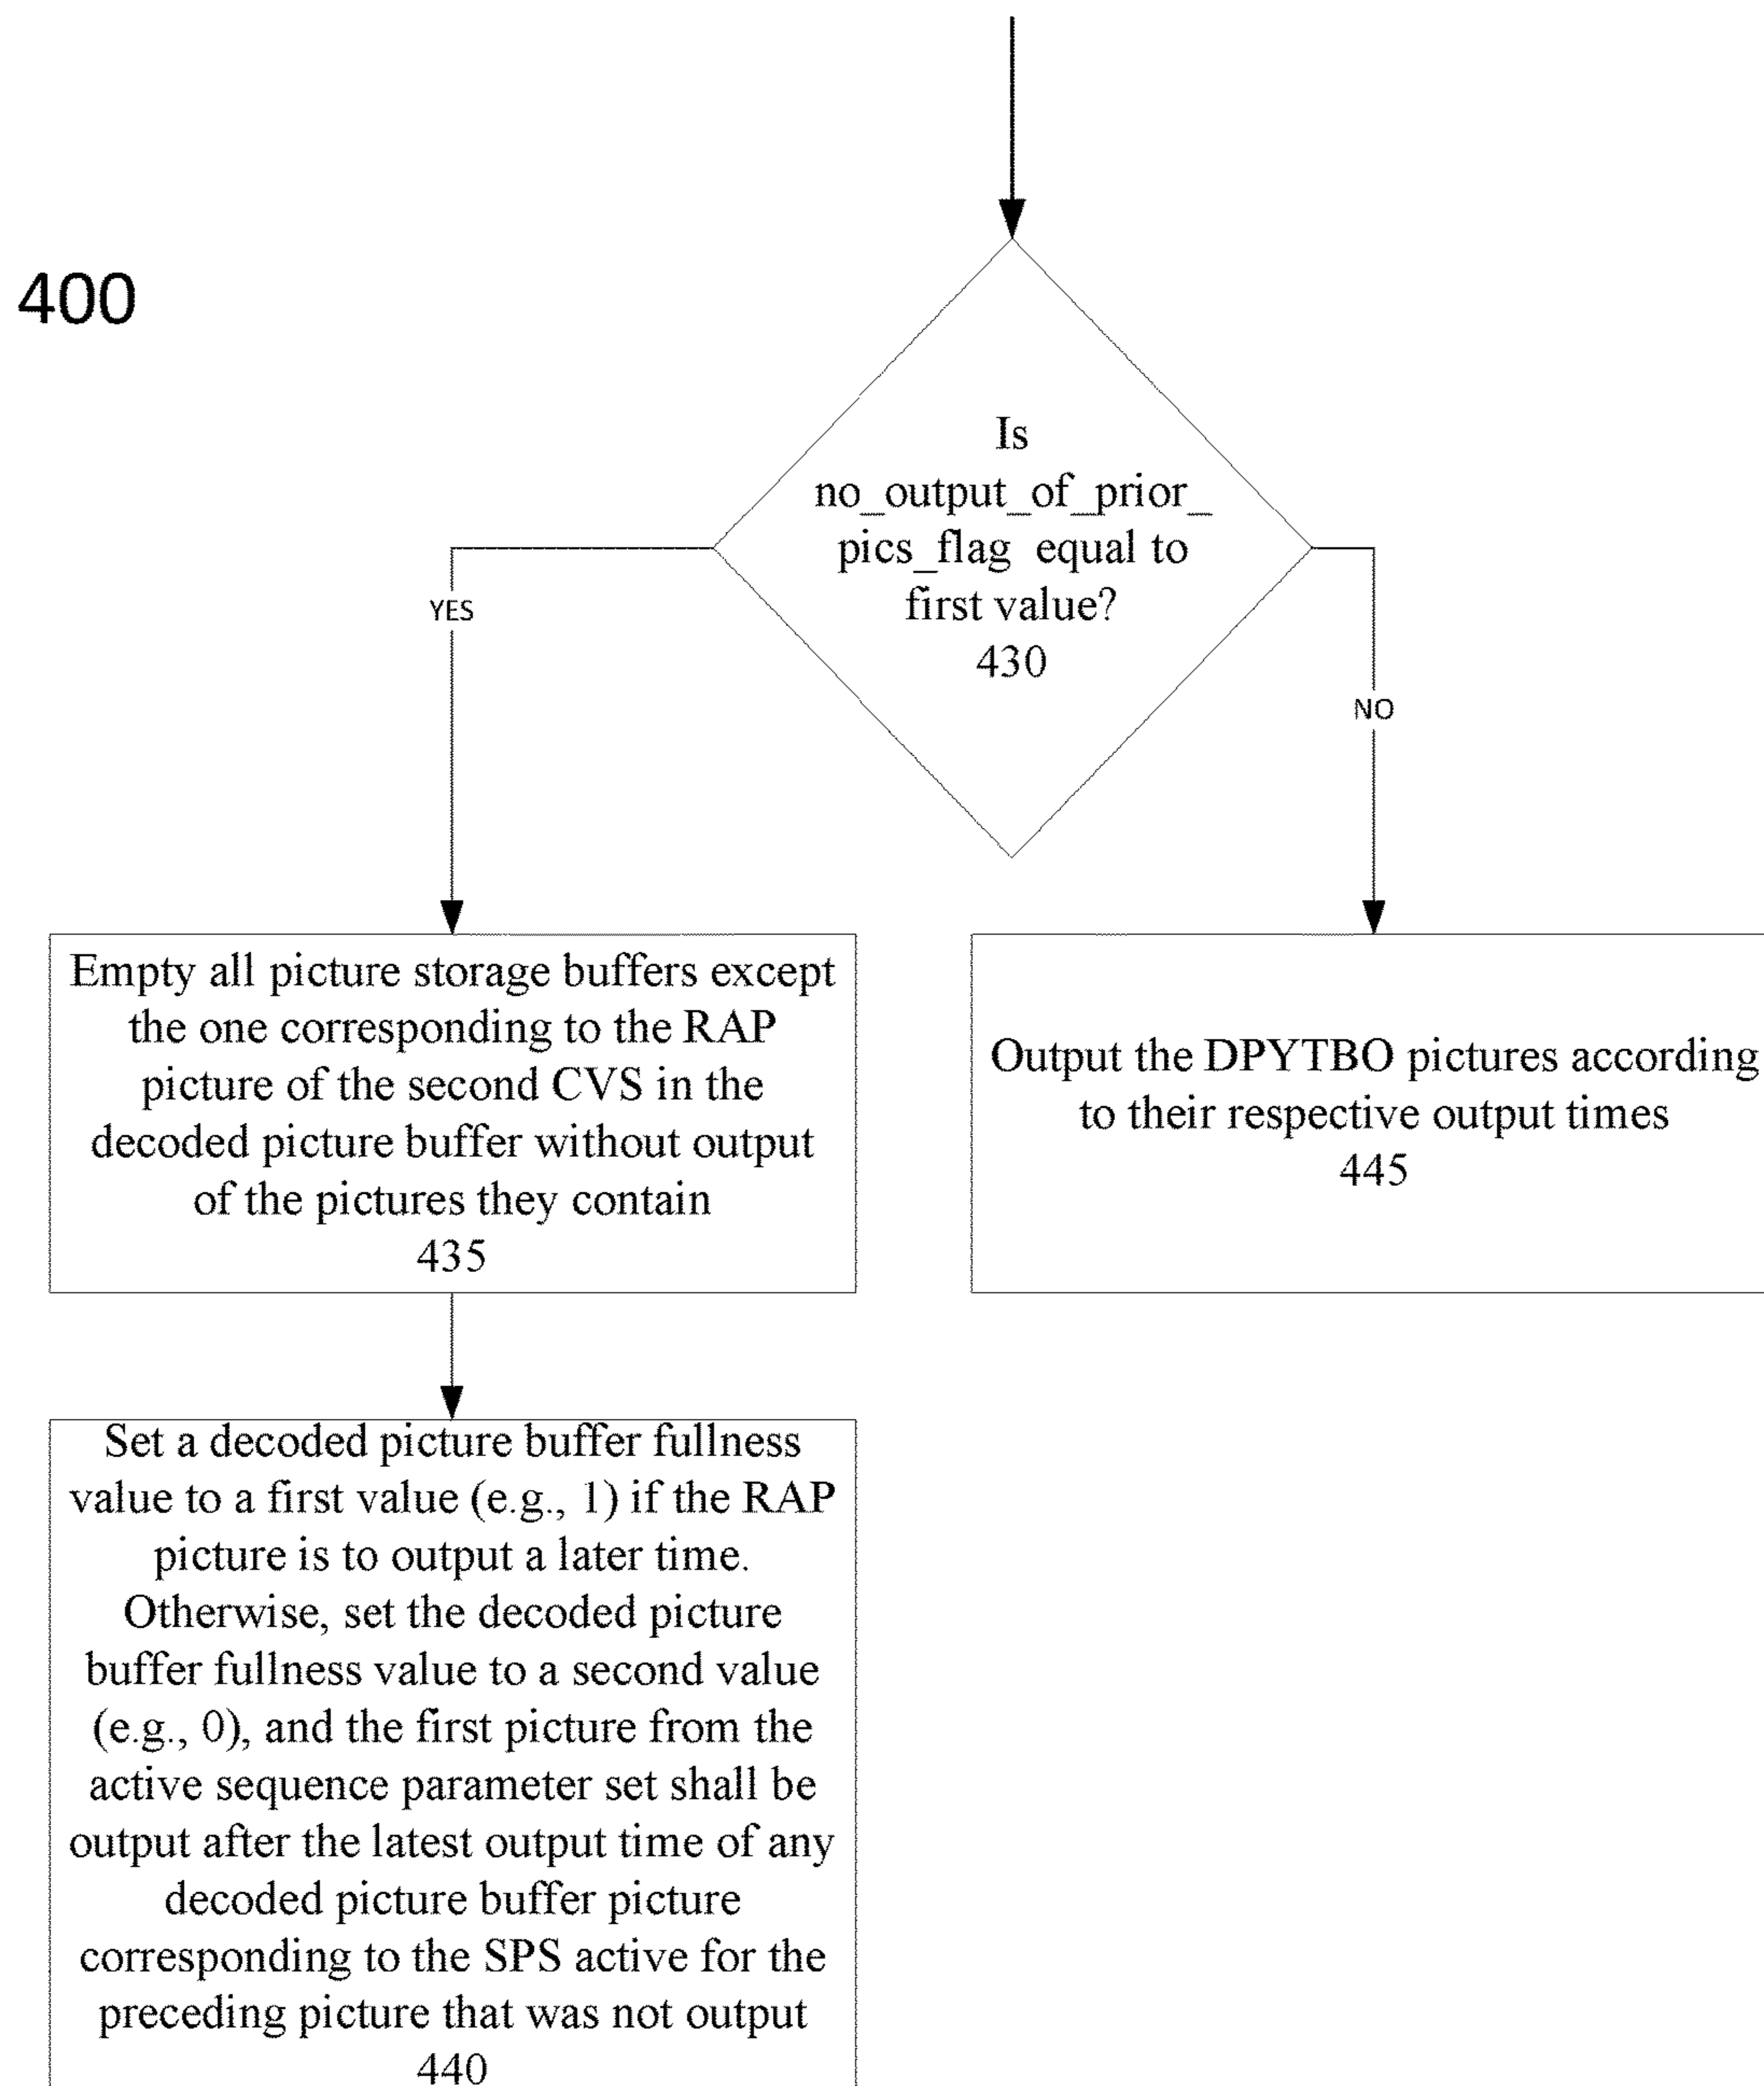 400
Is
no_output_of_prior_
pics_flag equal to
first value?
430
YES
NO
Empty all picture storage buffers except
the one corresponding to the RAP
picture of the second CVS in the
decoded picture buffer without output
of the pictures they contain
435
Output the DPYTBO pictures according
to their respective output times
445
Set a decoded picture buffer fullness
value to a first value (e.g., 1) if the RAP
picture is to output a later time.
Otherwise, set the decoded picture
buffer fullness value to a second value
(e.g., 0), and the first picture from the
active sequence parameter set shall be
output after the latest output time of any
decoded picture buffer picture
corresponding to the SPS active for the
preceding picture that was not output
440